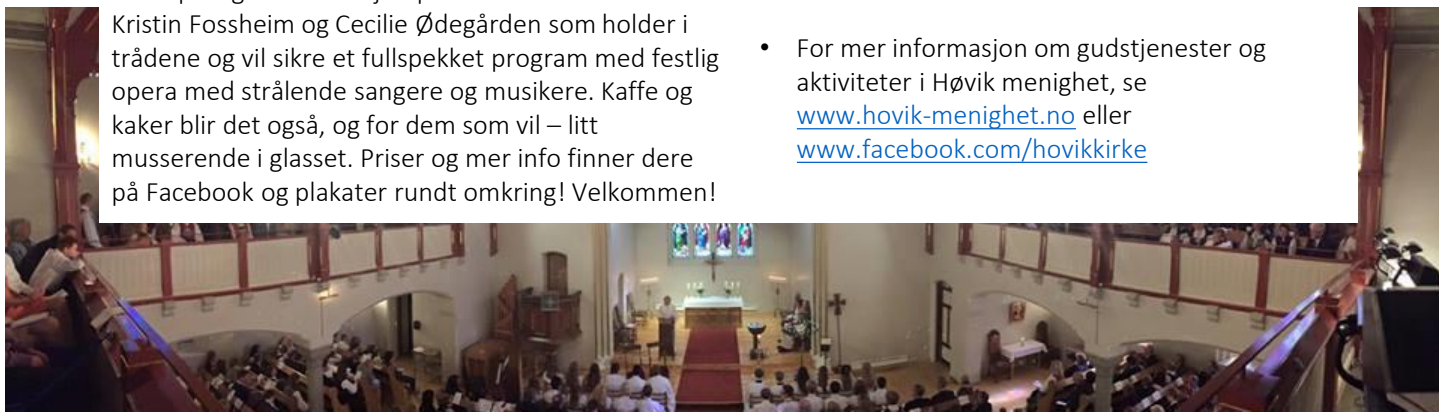 Kristin Fossheim og Cecilie Ødegården som holder i
trådene og vil sikre et fullspekket program med festlig
opera med strålende sangere og musikere. Kaffe og
kaker blir det også, og for dem som vil – litt
musserende i glasset. Priser og mer info finner dere
på Facebook og plakater rundt omkring! Velkommen!
• For mer informasjon om gudstjenester og
aktiviteter i Høvik menighet, se
www.hovik-menighet.no eller
www.facebook.com/hovikkirke